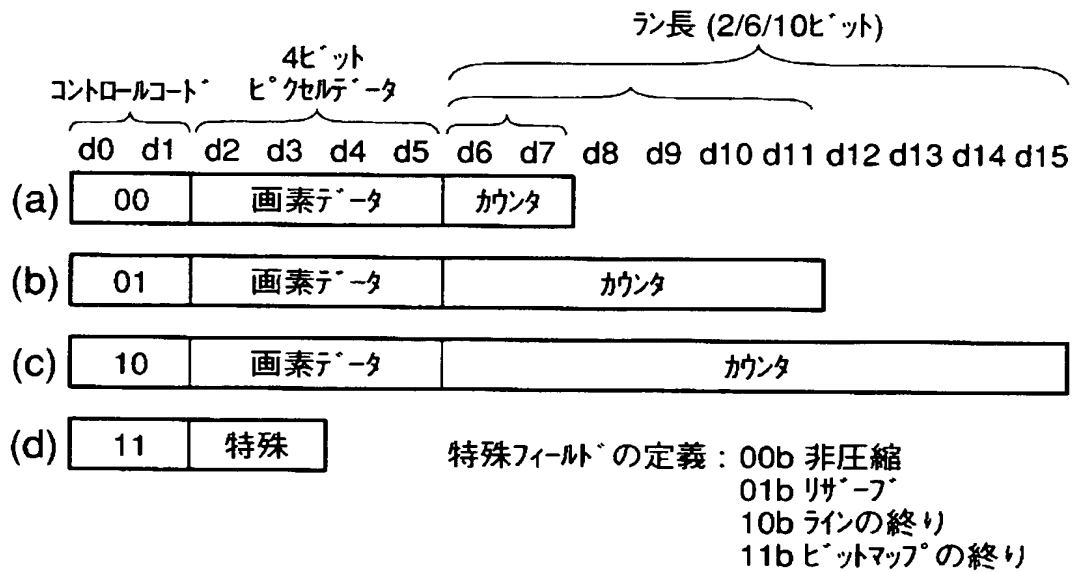 ラン長 (2/6/10ビット)
4ビット
コントロールコード ピクセルデータ
d0 d1 d2 d3 d4 d5 d6 d7 d8 d9 d10 d11 d12 d13 d14 d15
(a) 00 画素データ カウンタ
(b) 01 画素データ カウンタ
(c) 10 画素データ カウンタ
(d) 11 特殊
特殊フィールドの定義 : 00b 非圧縮
01b リザーブ
10b ラインの終り
11b ビットマップの終り